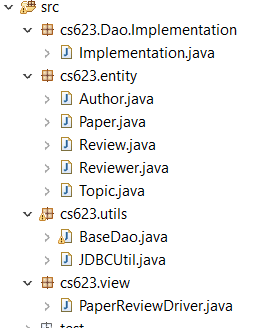 src
cs623.Dao.Implementation
Implementation.java
cs623.entity
Author.java
Paper.java
Review.java
Reviewer.java
Topic.java
cs623.utils
BaseDao.java
JDBCUtil.java
cs623.view
PaperReviewDriver.java